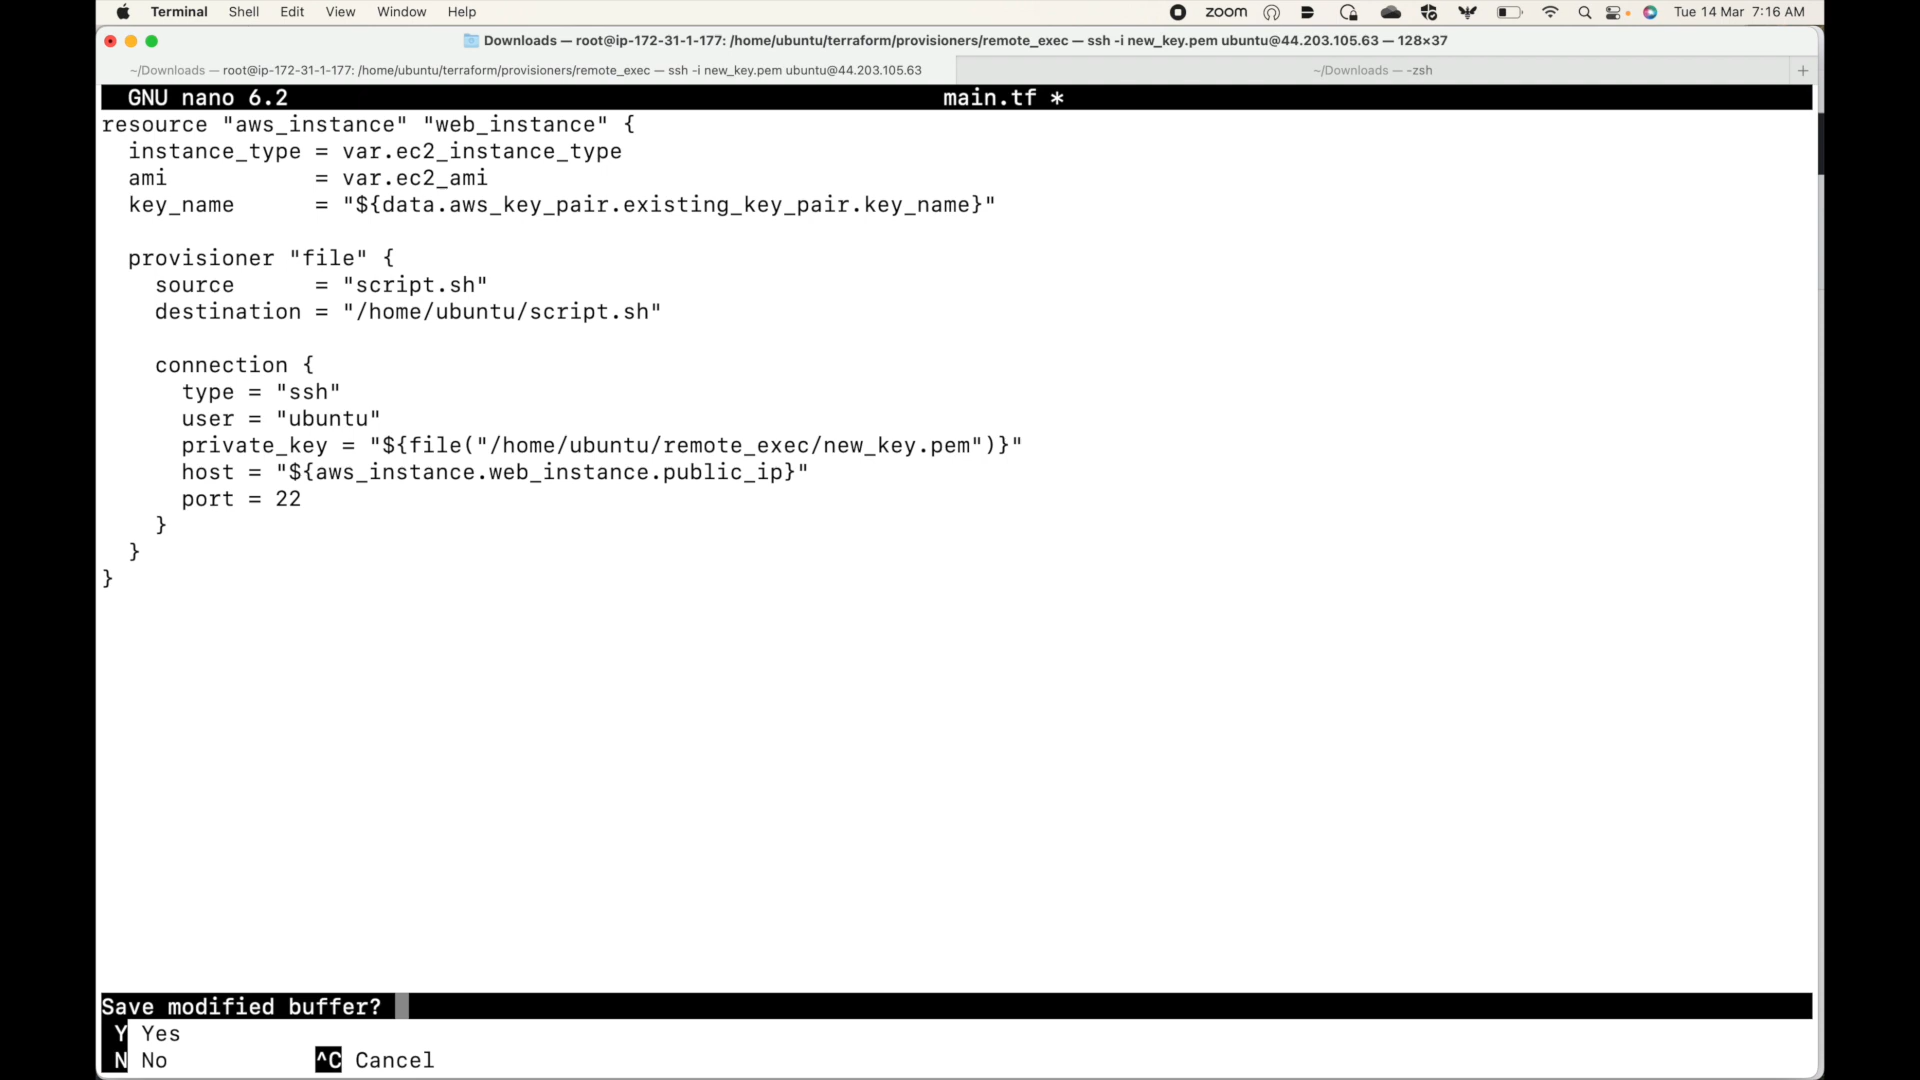 Terminal Shell Edit View Window Help zoom Tue 14 Mar 7:16 AM
Downloads — root@ip-172-31-1-177: /home/ubuntu/terraform/provisioners/remote_exec — ssh -i new_key.pem ubuntu@44.203.105.63 — 128×37
~/Downloads — root@ip-172-31-1-177: /home/ubuntu/terraform/provisioners/remote_exec — ssh -i new_key.pem ubuntu@44.203.105.63 ~/Downloads — -zsh +
GNU nano 6.2 main.tf *
resource "aws_instance" "web_instance" {
  instance_type = var.ec2_instance_type
  ami           = var.ec2_ami
  key_name      = "${data.aws_key_pair.existing_key_pair.key_name}"
  provisioner "file" {
    source      = "script.sh"
    destination = "/home/ubuntu/script.sh"
    connection {
      type = "ssh"
      user = "ubuntu"
      private_key = "${file("/home/ubuntu/remote_exec/new_key.pem")}"
      host = "${aws_instance.web_instance.public_ip}"
      port = 22
    }
  }
}
Save modified buffer?
Y Yes
N No ^C Cancel